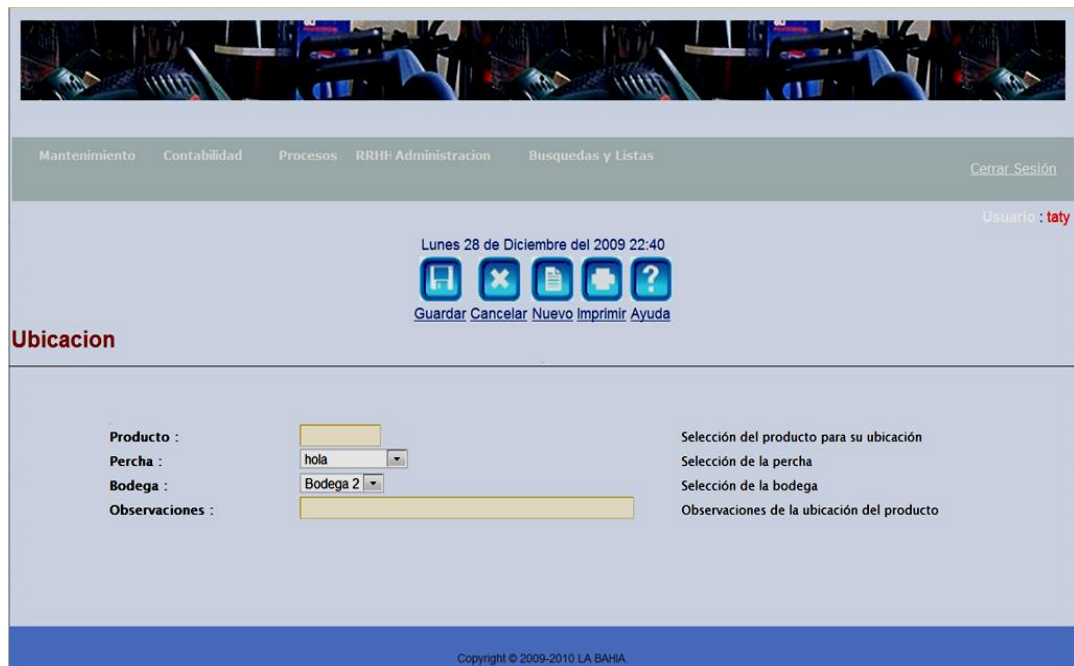 Mantenimiento Contabilidad Procesos RRHH Administracion Busquedas y Listas
Cerrar Sesión
Usuario : taty
Lunes 28 de Diciembre del 2009 22:40
Guardar Cancelar Nuevo Imprimir Ayuda
Ubicacion
Producto : Selección del producto para su ubicación
Percha : hola Selección de la percha
Bodega : Bodega 2 Selección de la bodega
Observaciones : Observaciones de la ubicación del producto
Copyright © 2009-2010 LA BAHIA.